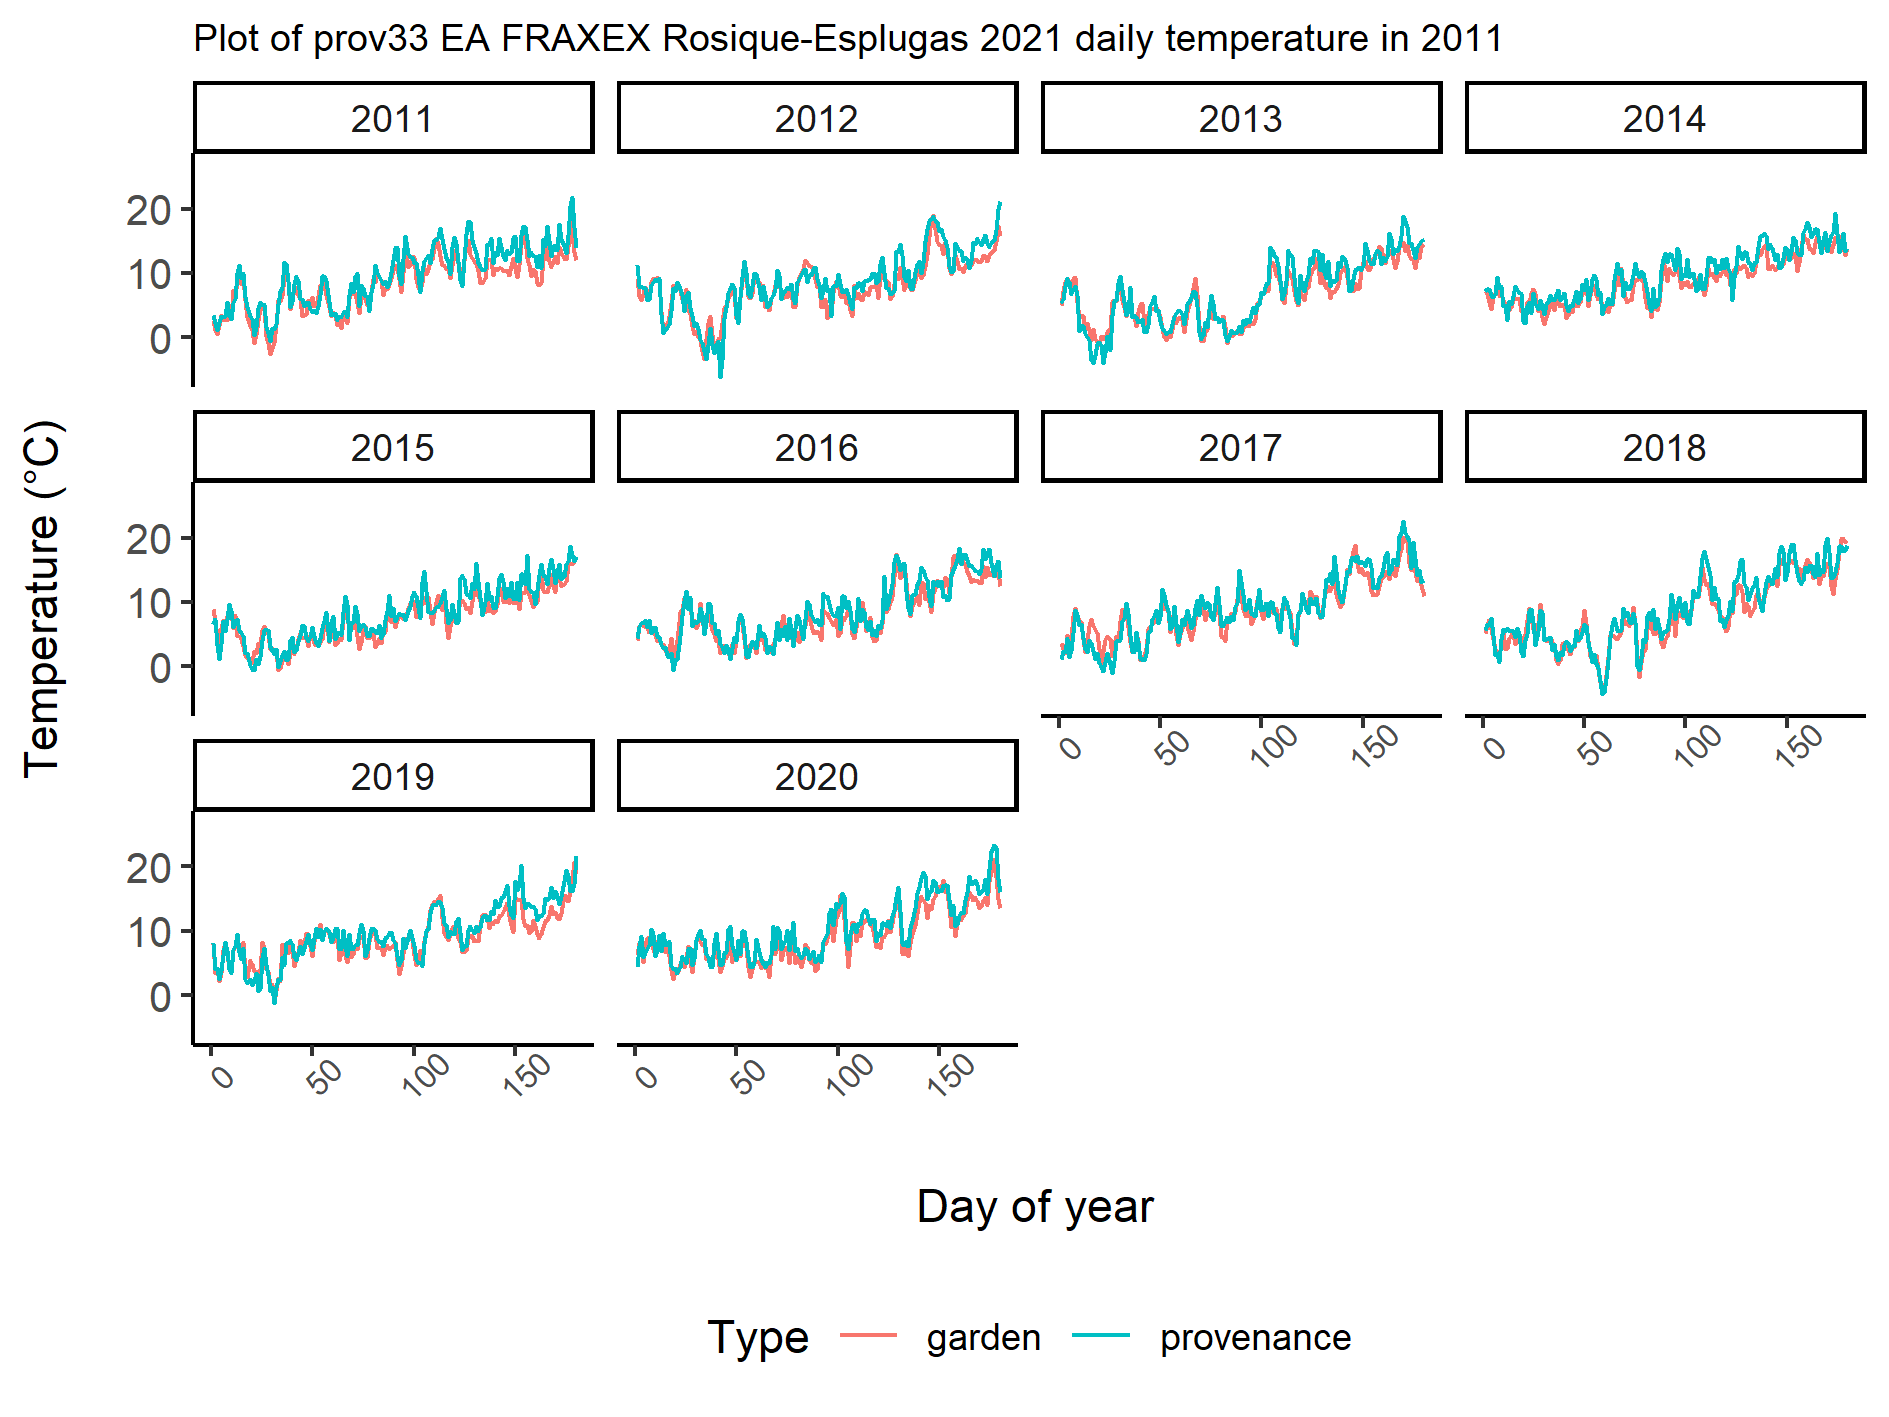 Plot of prov33 EA FRAXEX Rosique-Esplugas 2021 daily temperature in 2011
2011 2012 2013 2014
20
10
0
2015 2016 2017 2018
20
10
0
0 50 100 150 0 50 100 150
2019 2020
20
10
0
0 50 100 150 0 50 100 150
Temperature (°C)
Day of year
Type garden provenance